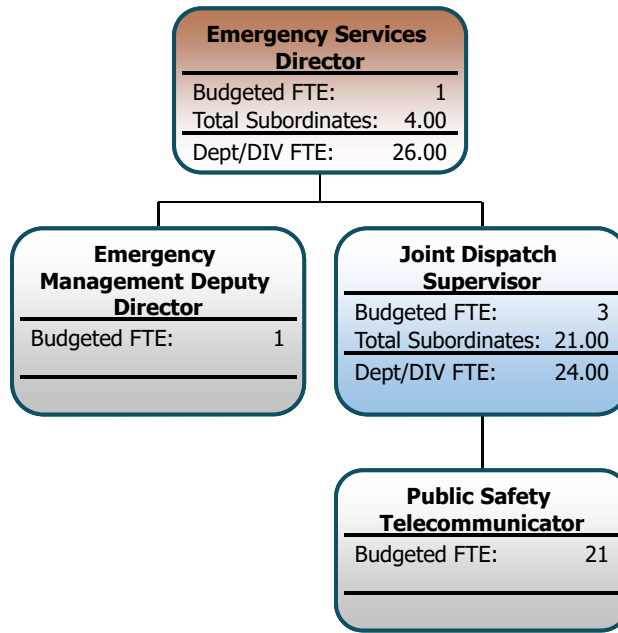 Emergency Services
Director
Budgeted FTE: 1
Total Subordinates: 4.00
Dept/DIV FTE: 26.00
Emergency
Management Deputy
Director
Budgeted FTE: 1
Joint Dispatch
Supervisor
Budgeted FTE: 3
Total Subordinates: 21.00
Dept/DIV FTE: 24.00
Public Safety
Telecommunicator
Budgeted FTE: 21